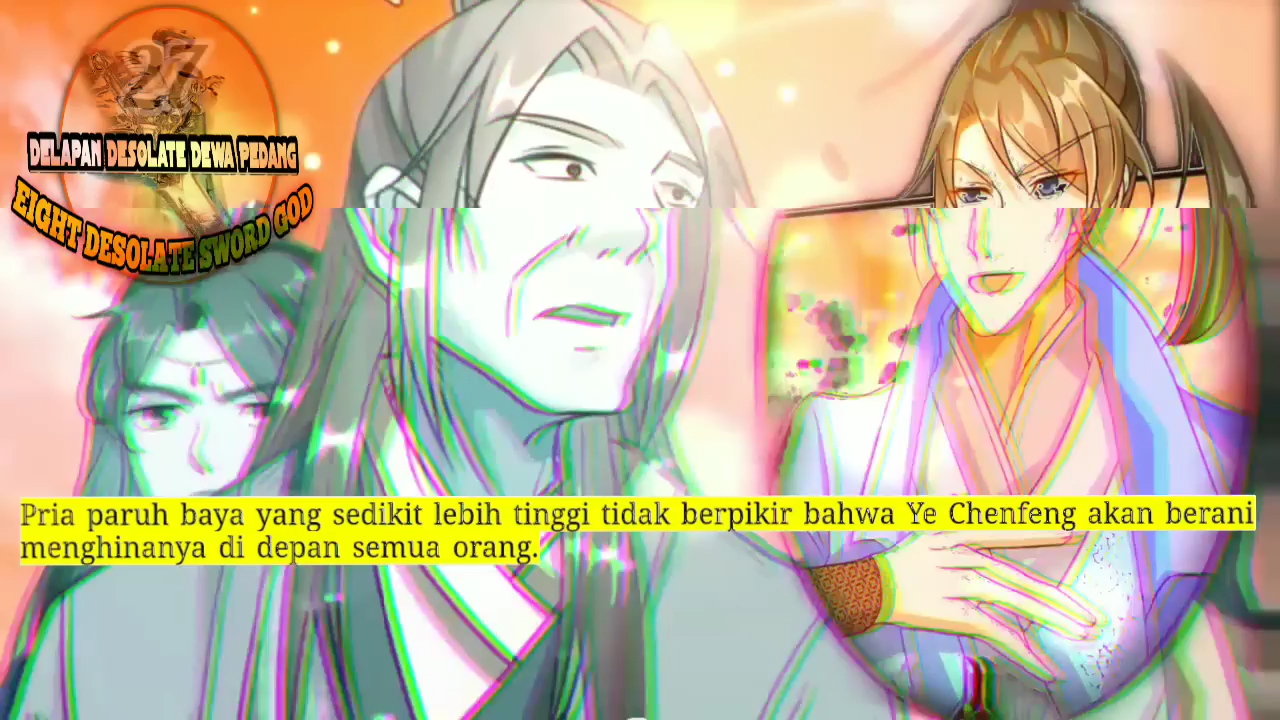 27
DELAPAN DESOLATE DEWA PEDANG
EIGHT DESOLATE SWORD GOD
Pria paruh baya yang sedikit lebih tinggi tidak berpikir bahwa Ye Chenfeng akan berani
menghinanya di depan semua orang.